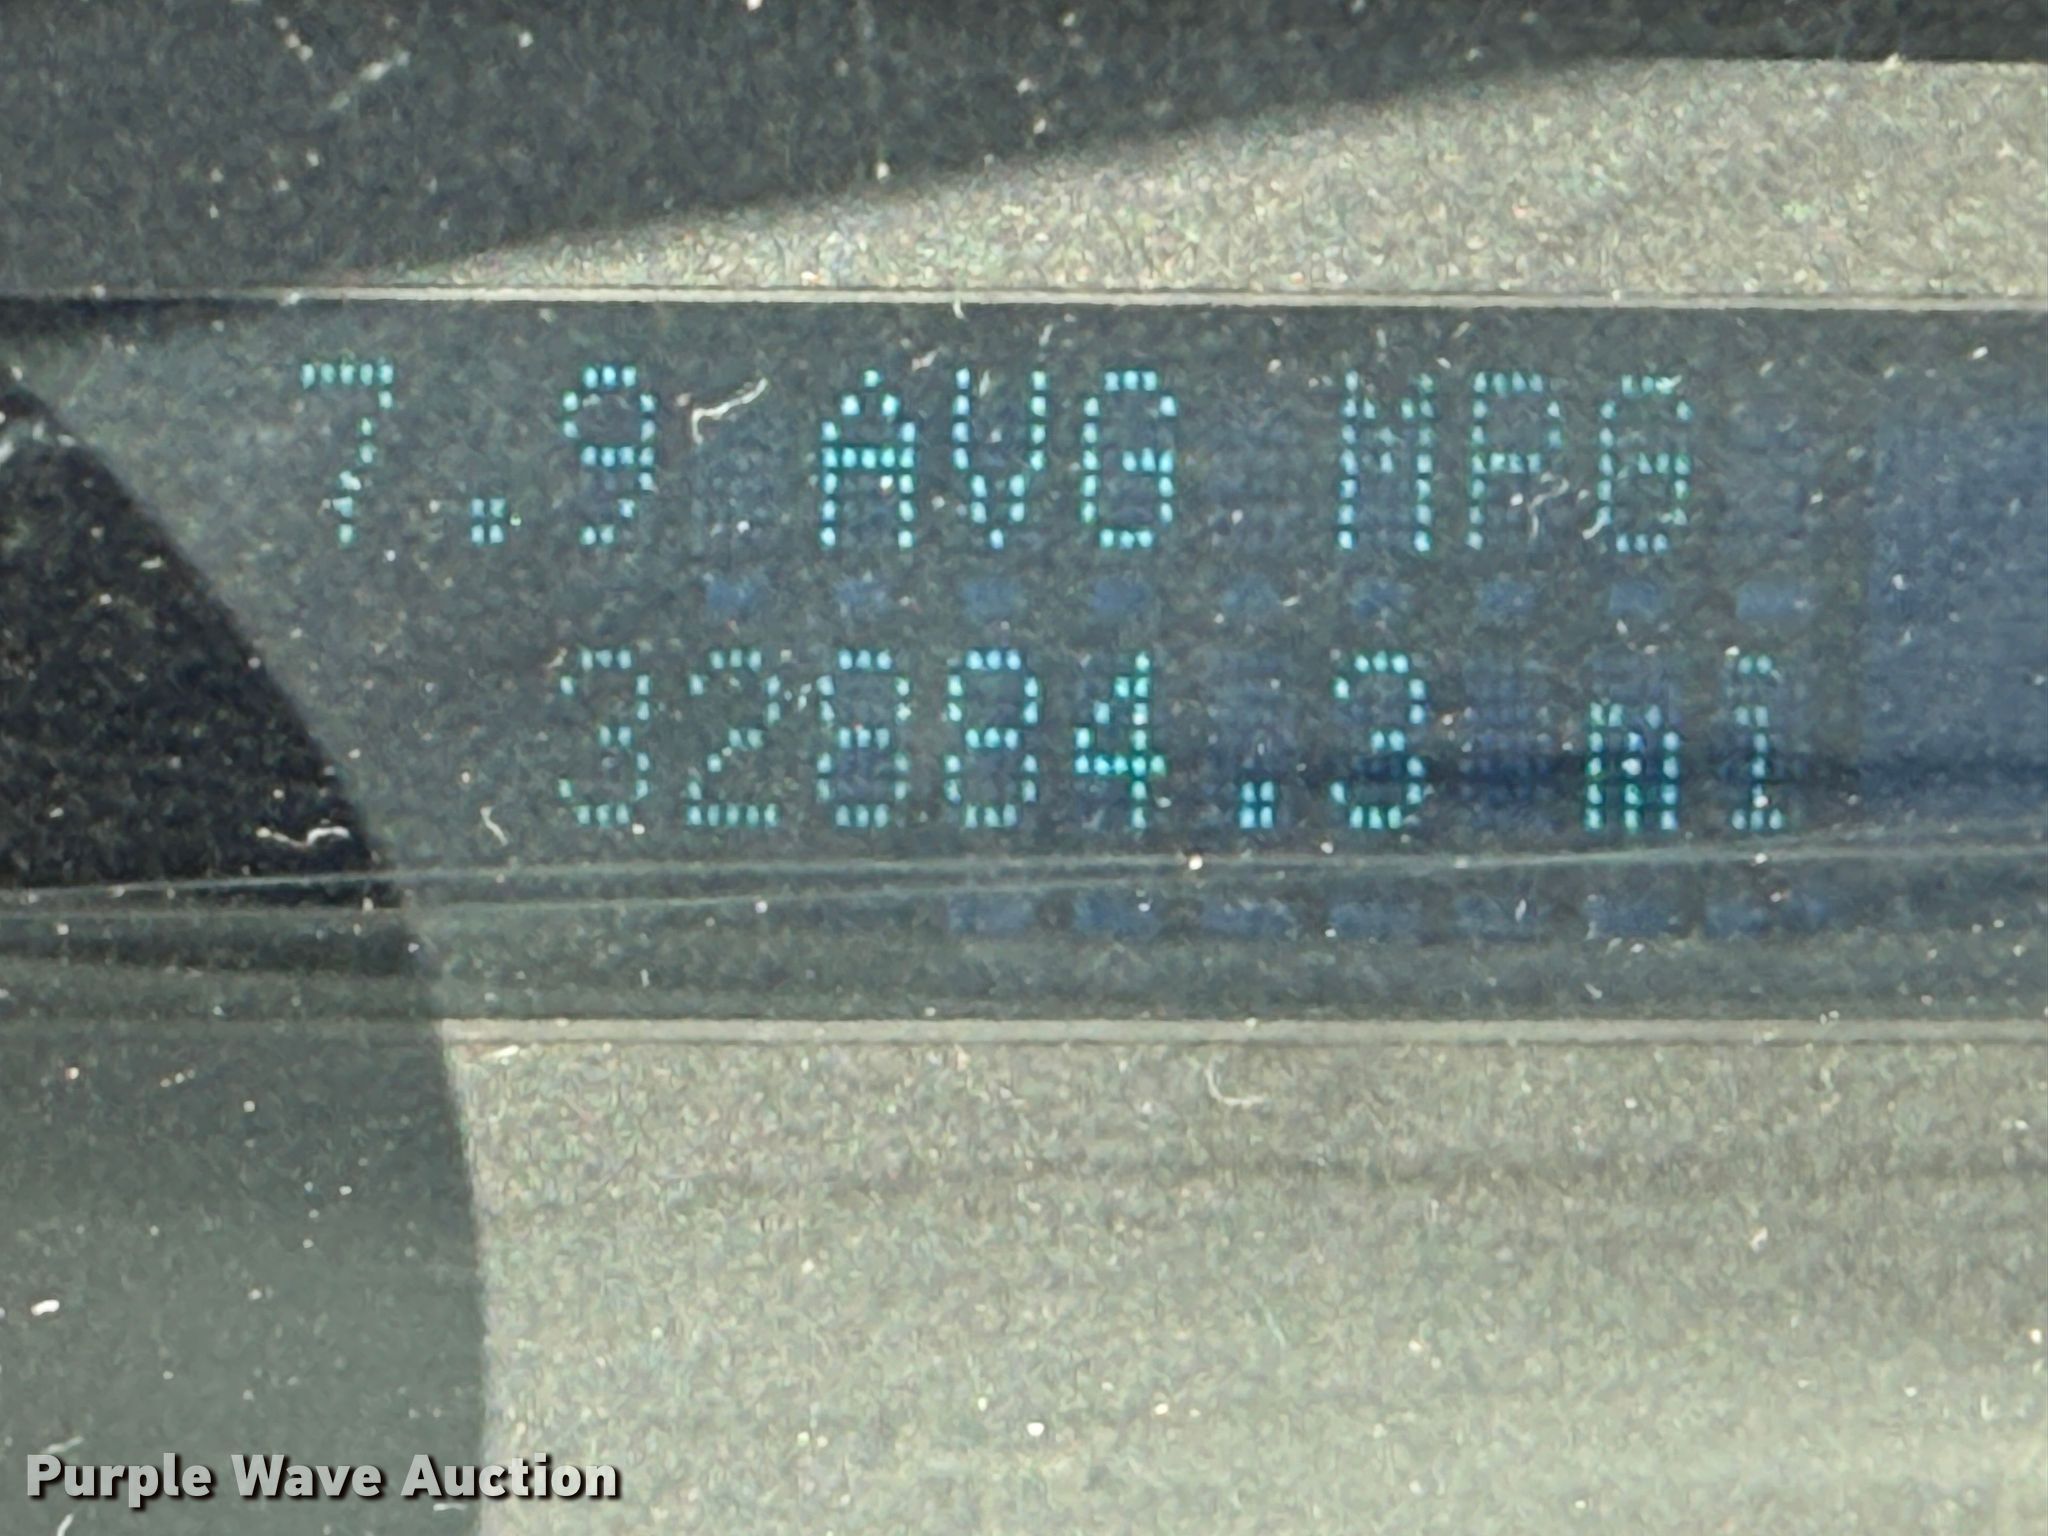 7.9 AVG MPG
32884.3 mi
Purple Wave Auction